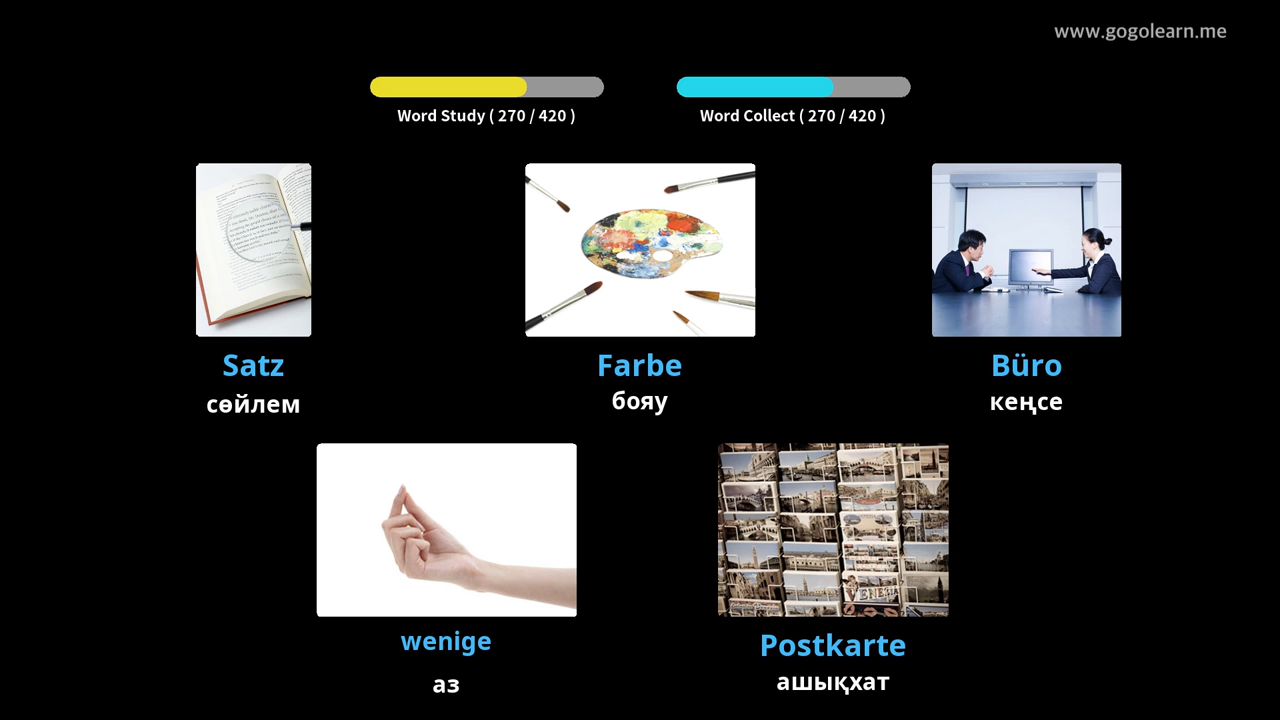 www.gogolearn.me
Word Study ( 270 / 420 )
Word Collect ( 270 / 420 )
Satz
сөйлем
Farbe
бояу
Büro
кеңсе
wenige
аз
Postkarte
ашықхат